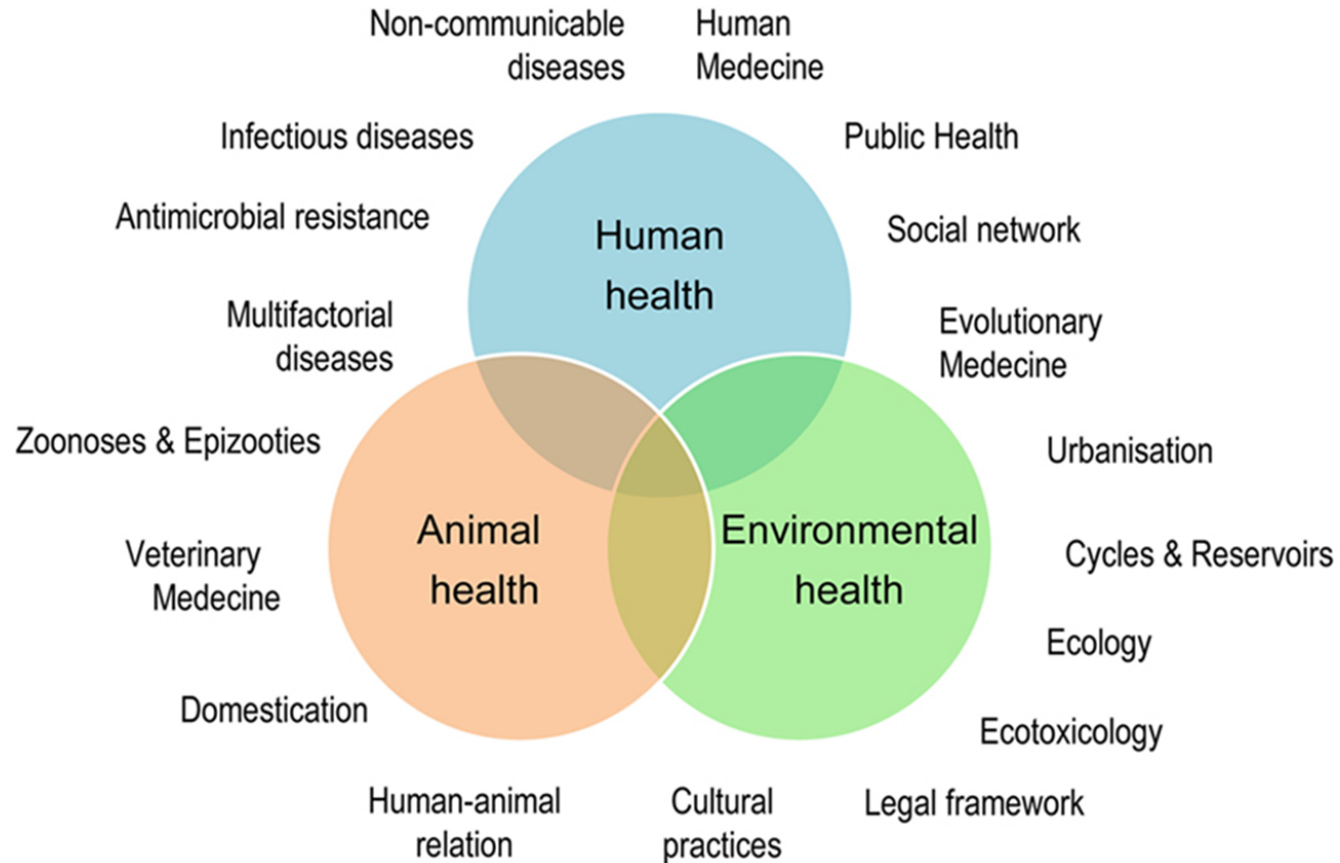 Non-communicable
diseases
Human
Medecine
Infectious diseases
Public Health
Antimicrobial resistance
Social network
Human
health
Multifactorial
diseases
Evolutionary
Medecine
Zoonoses & Epizooties
Urbanisation
Animal
health
Environmental
health
Veterinary
Medecine
Cycles & Reservoirs
Ecology
Domestication
Ecotoxicology
Human-animal
relation
Cultural
practices
Legal framework